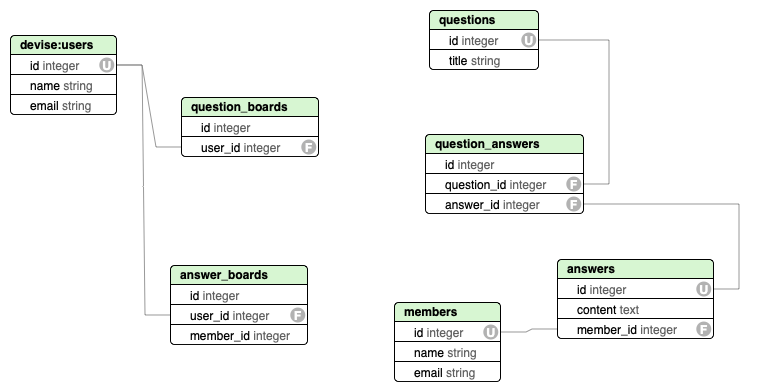 devise:users
id integer U
name string
email string
question_boards
id integer
user_id integer F
answer_boards
id integer
user_id integer F
member_id integer
questions
id integer U
title string
question_answers
id integer
question_id integer F
answer_id integer F
answers
id integer U
content text
member_id integer F
members
id integer U
name string
email string